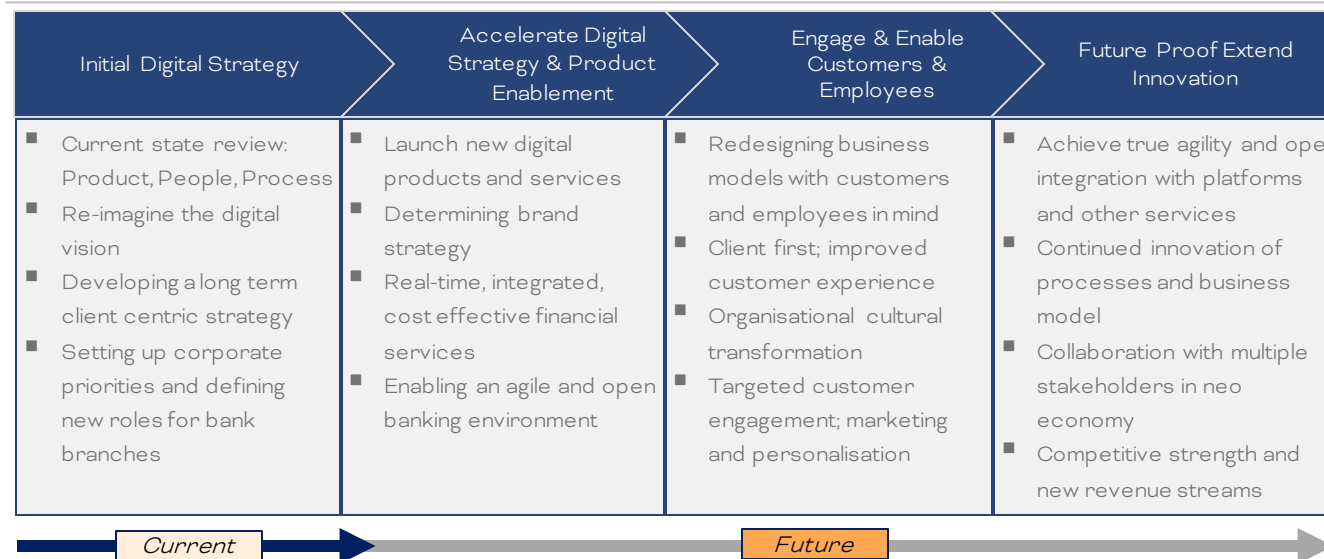 Initial Digital Strategy
Accelerate Digital
Strategy & Product
Enablement
Engage & Enable
Customers &
Employees
Future Proof Extend
Innovation
■ Current state review:
Product, People, Process
■ Re-imagine the digital
vision
■ Developing a long term
client centric strategy
■ Setting up corporate
priorities and defining
new roles for bank
branches
■ Launch new digital
products and services
■ Determining brand
strategy
■ Real-time, integrated,
cost effective financial
services
■ Enabling an agile and open
banking environment
■ Redesigning business
models with customers
and employees in mind
■ Client first; improved
customer experience
■ Organisational cultural
transformation
■ Targeted customer
engagement; marketing
and personalisation
■ Achieve true agility and ope
integration with platforms
and other services
■ Continued innovation of
processes and business
model
■ Collaboration with multiple
stakeholders in neo
economy
■ Competitive strength and
new revenue streams
Current
Future